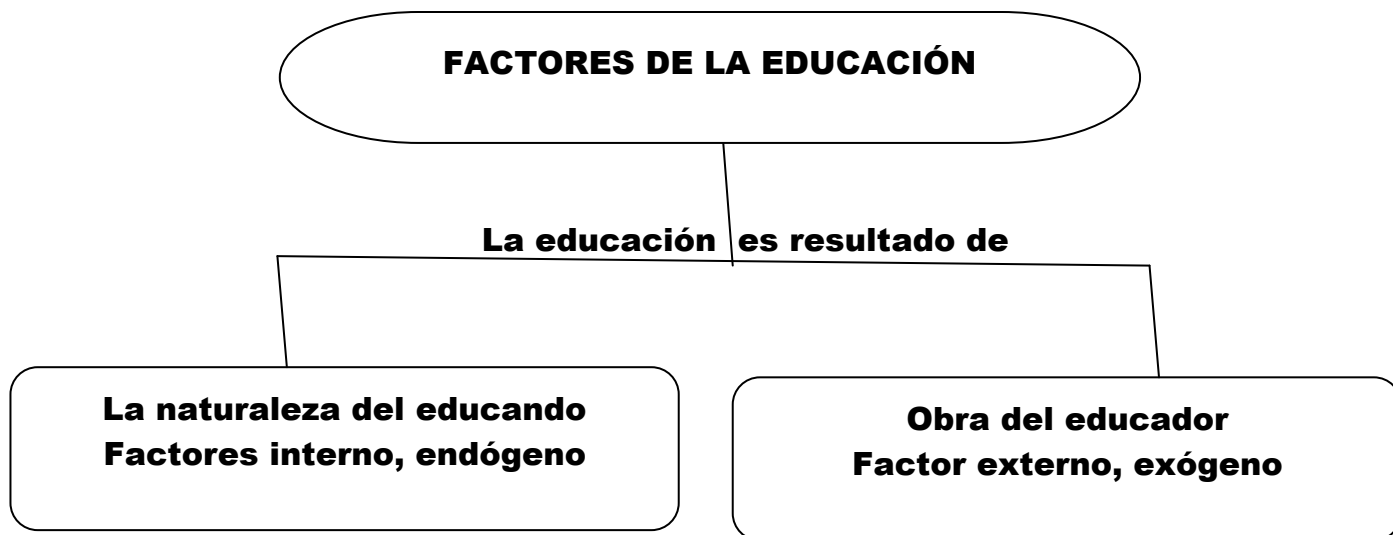 FACTORES DE LA EDUCACIÓN
La educación es resultado de
La naturaleza del educando
Factores interno, endógeno
Obra del educador
Factor externo, exógeno